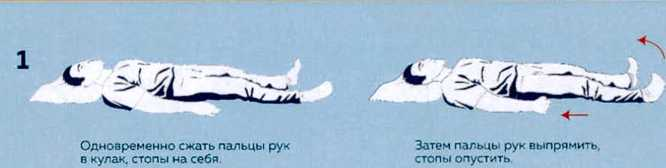 1
Одновременно сжать пальцы рук
в кулак, стопы на себя.
Затем пальцы рук выпрямить,
стопы опустить.